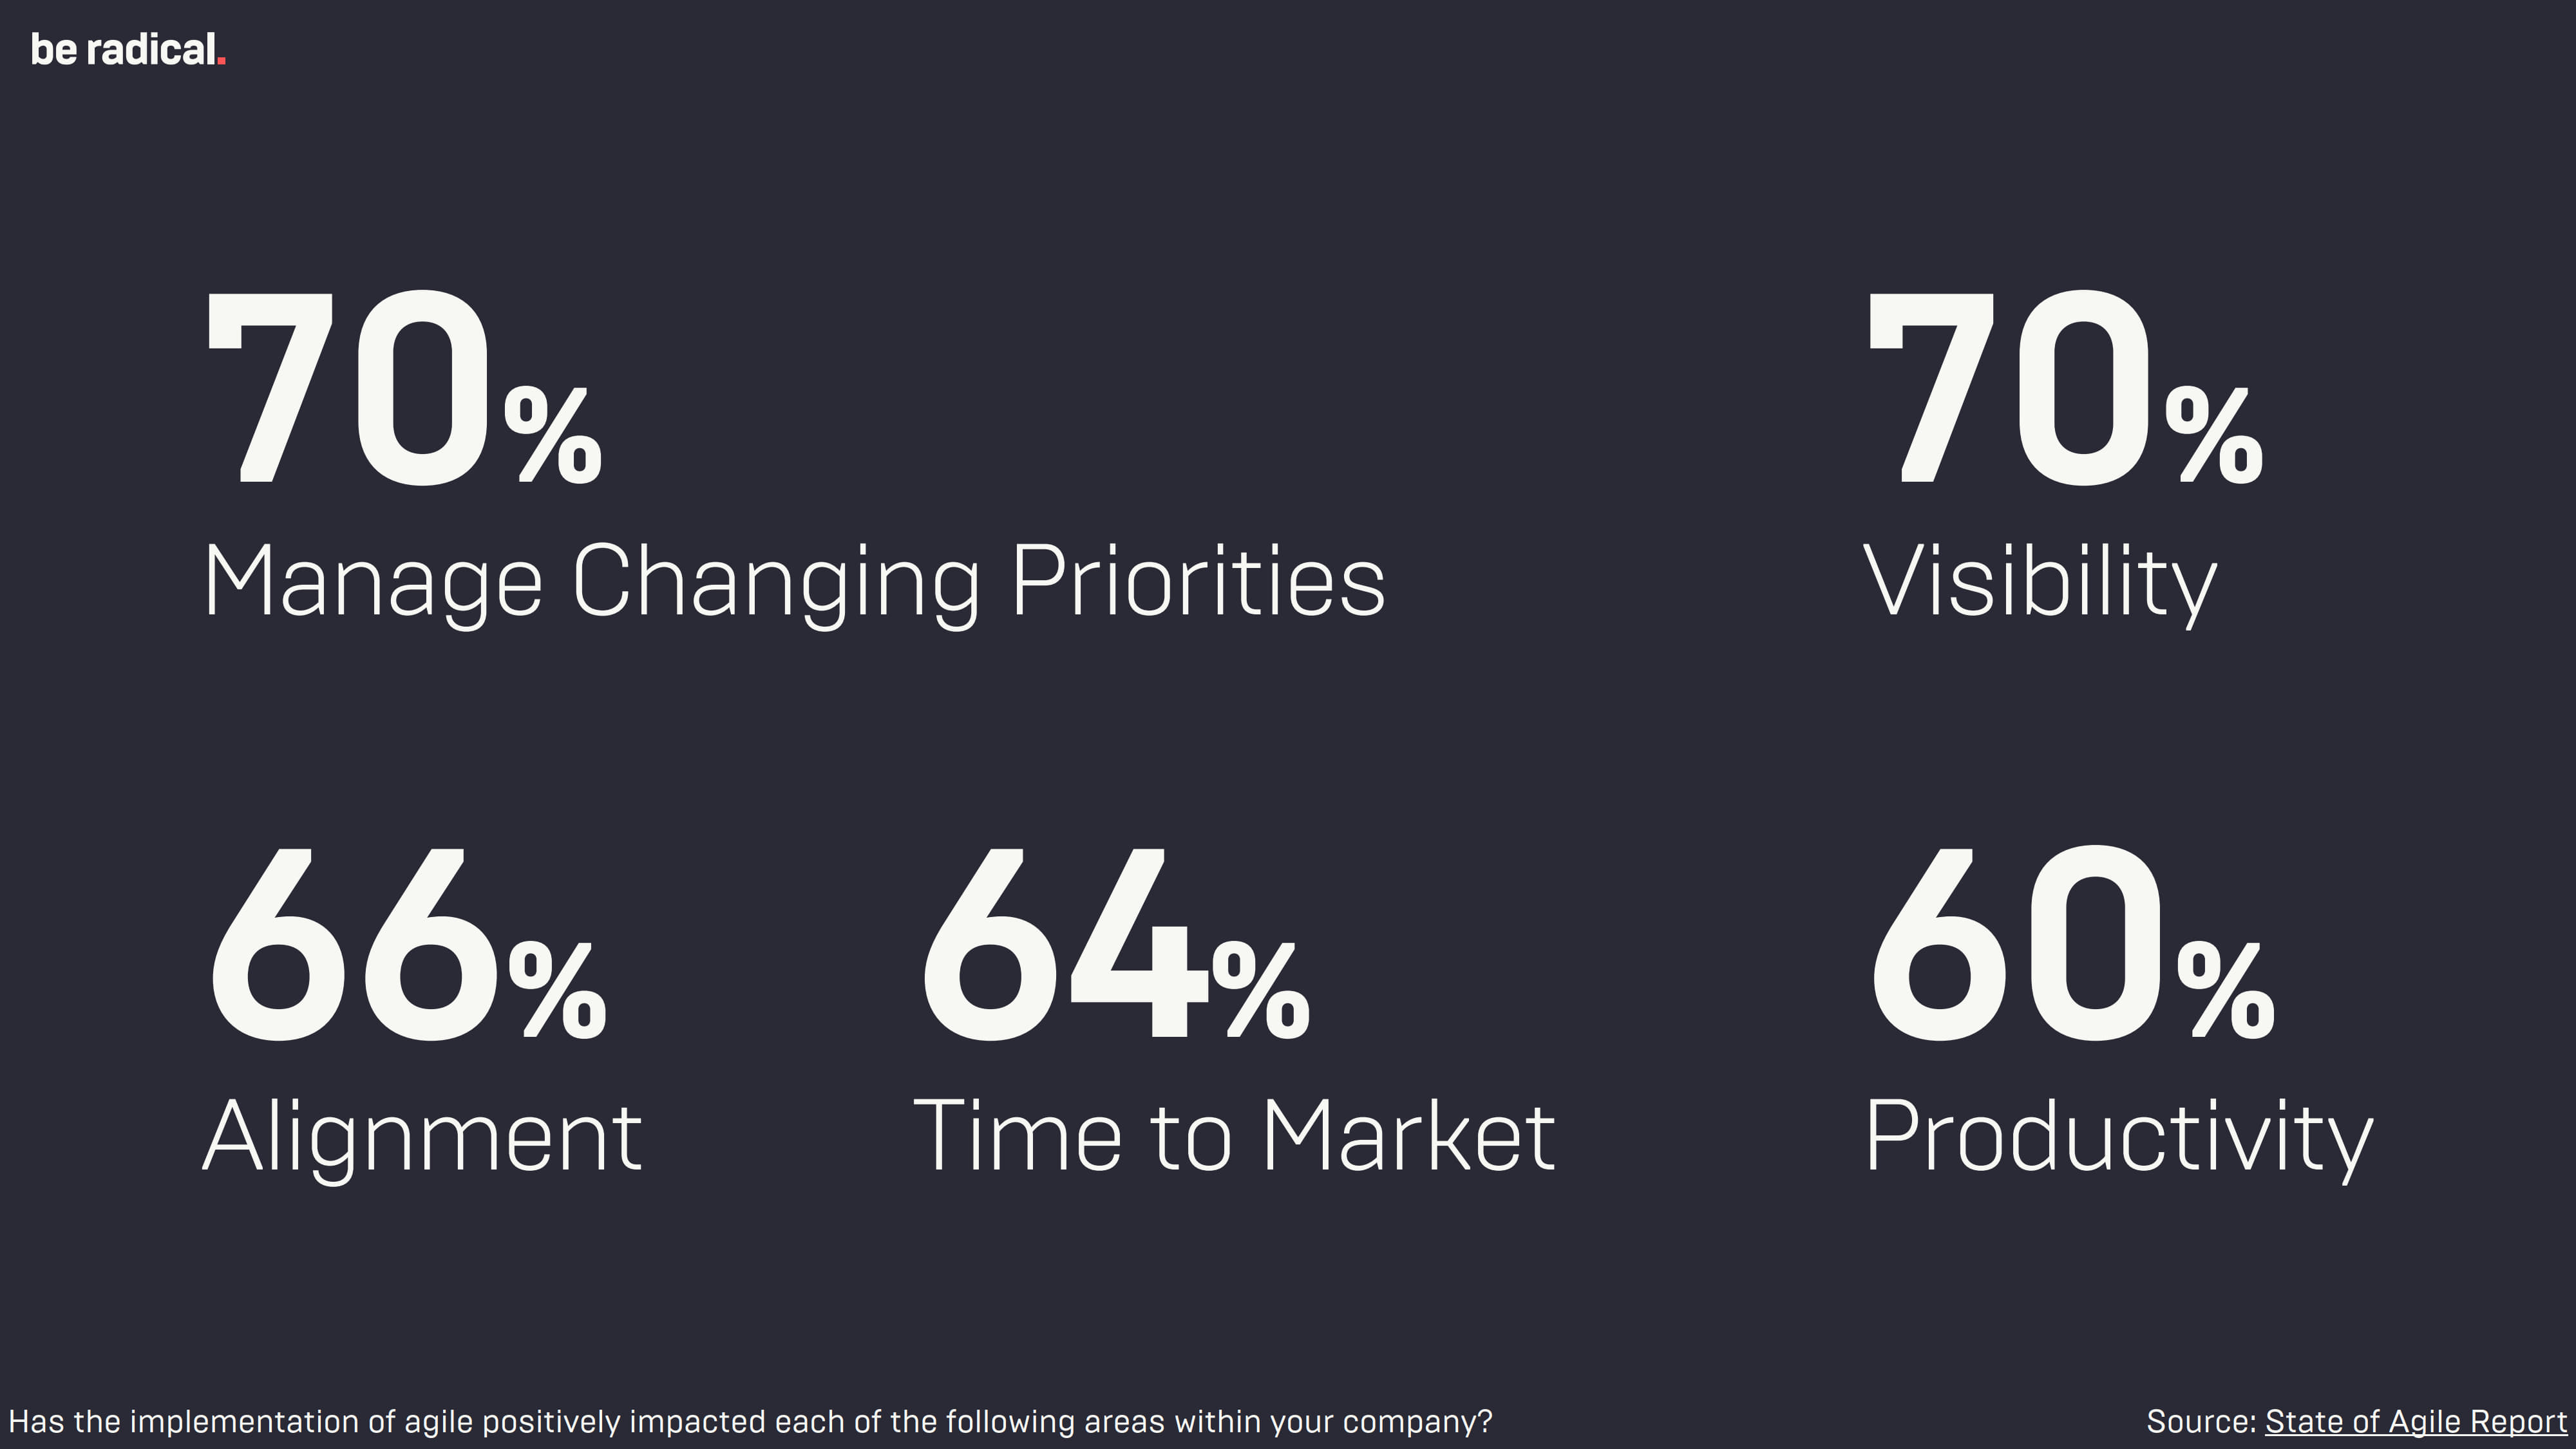 be radical.
70%
Manage Changing Priorities
70%
Visibility
66%
Alignment
64%
Time to Market
60%
Productivity
Has the implementation of agile positively impacted each of the following areas within your company?
Source: State of Agile Report